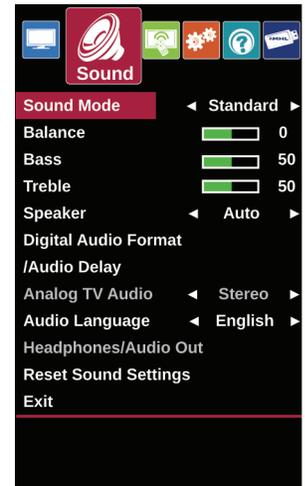 MHL
Sound
Sound Mode ◄ Standard ►
Balance 0
Bass 50
Treble 50
Speaker ◄ Auto ►
Digital Audio Format
/Audio Delay
Analog TV Audio ◄ Stereo ►
Audio Language ◄ English ►
Headphones/Audio Out
Reset Sound Settings
Exit